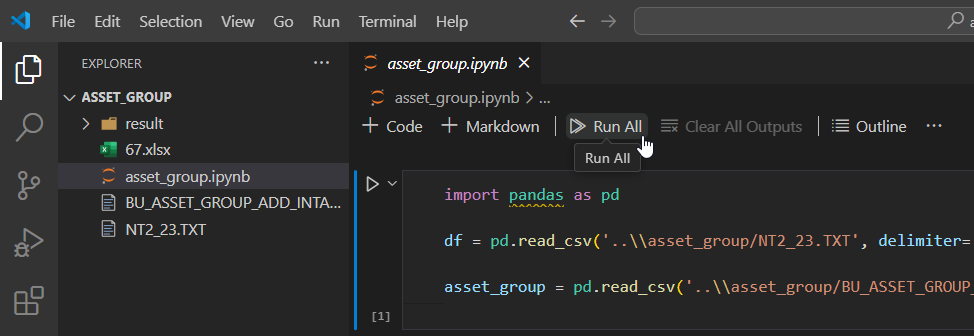 File Edit Selection View Go Run Terminal Help
EXPLORER
ASSET_GROUP
result
67.xlsx
asset_group.ipynb
BU_ASSET_GROUP_ADD_INTA...
NT2_23.TXT
asset_group.ipynb
asset_group.ipynb > ...
+ Code + Markdown Run All Clear All Outputs Outline ...
Run All
import pandas as pd
df = pd.read_csv('..\\asset_group/NT2_23.TXT', delimiter=
asset_group = pd.read_csv('..\\asset_group/BU_ASSET_GROUP_
[1]